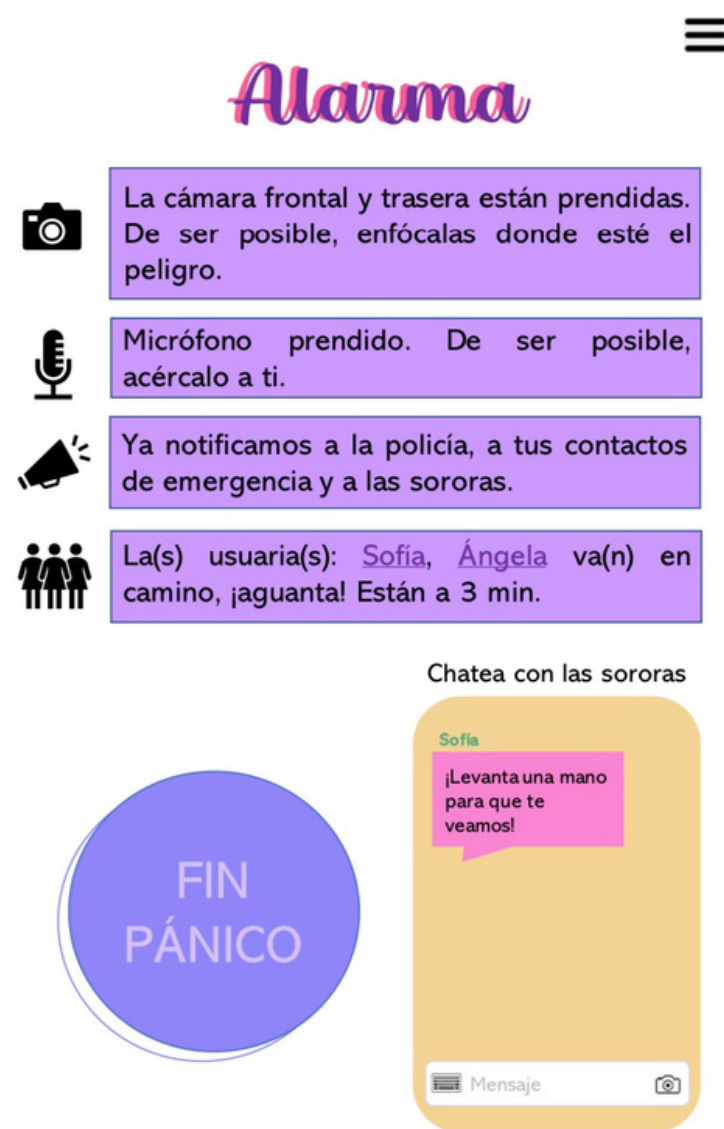 Alarma
La cámara frontal y trasera están prendidas.
De ser posible, enfócalas donde esté el
peligro.
Micrófono prendido. De ser posible,
acércalo a ti.
Ya notificamos a la policía, a tus contactos
de emergencia y a las sororas.
La(s) usuaria(s): Sofía, Ángela va(n) en
camino, ¡aguanta! Están a 3 min.
Chatea con las sororas
Sofía
¡Levanta una mano
para que te
veamos!
FIN
PÁNICO
Mensaje